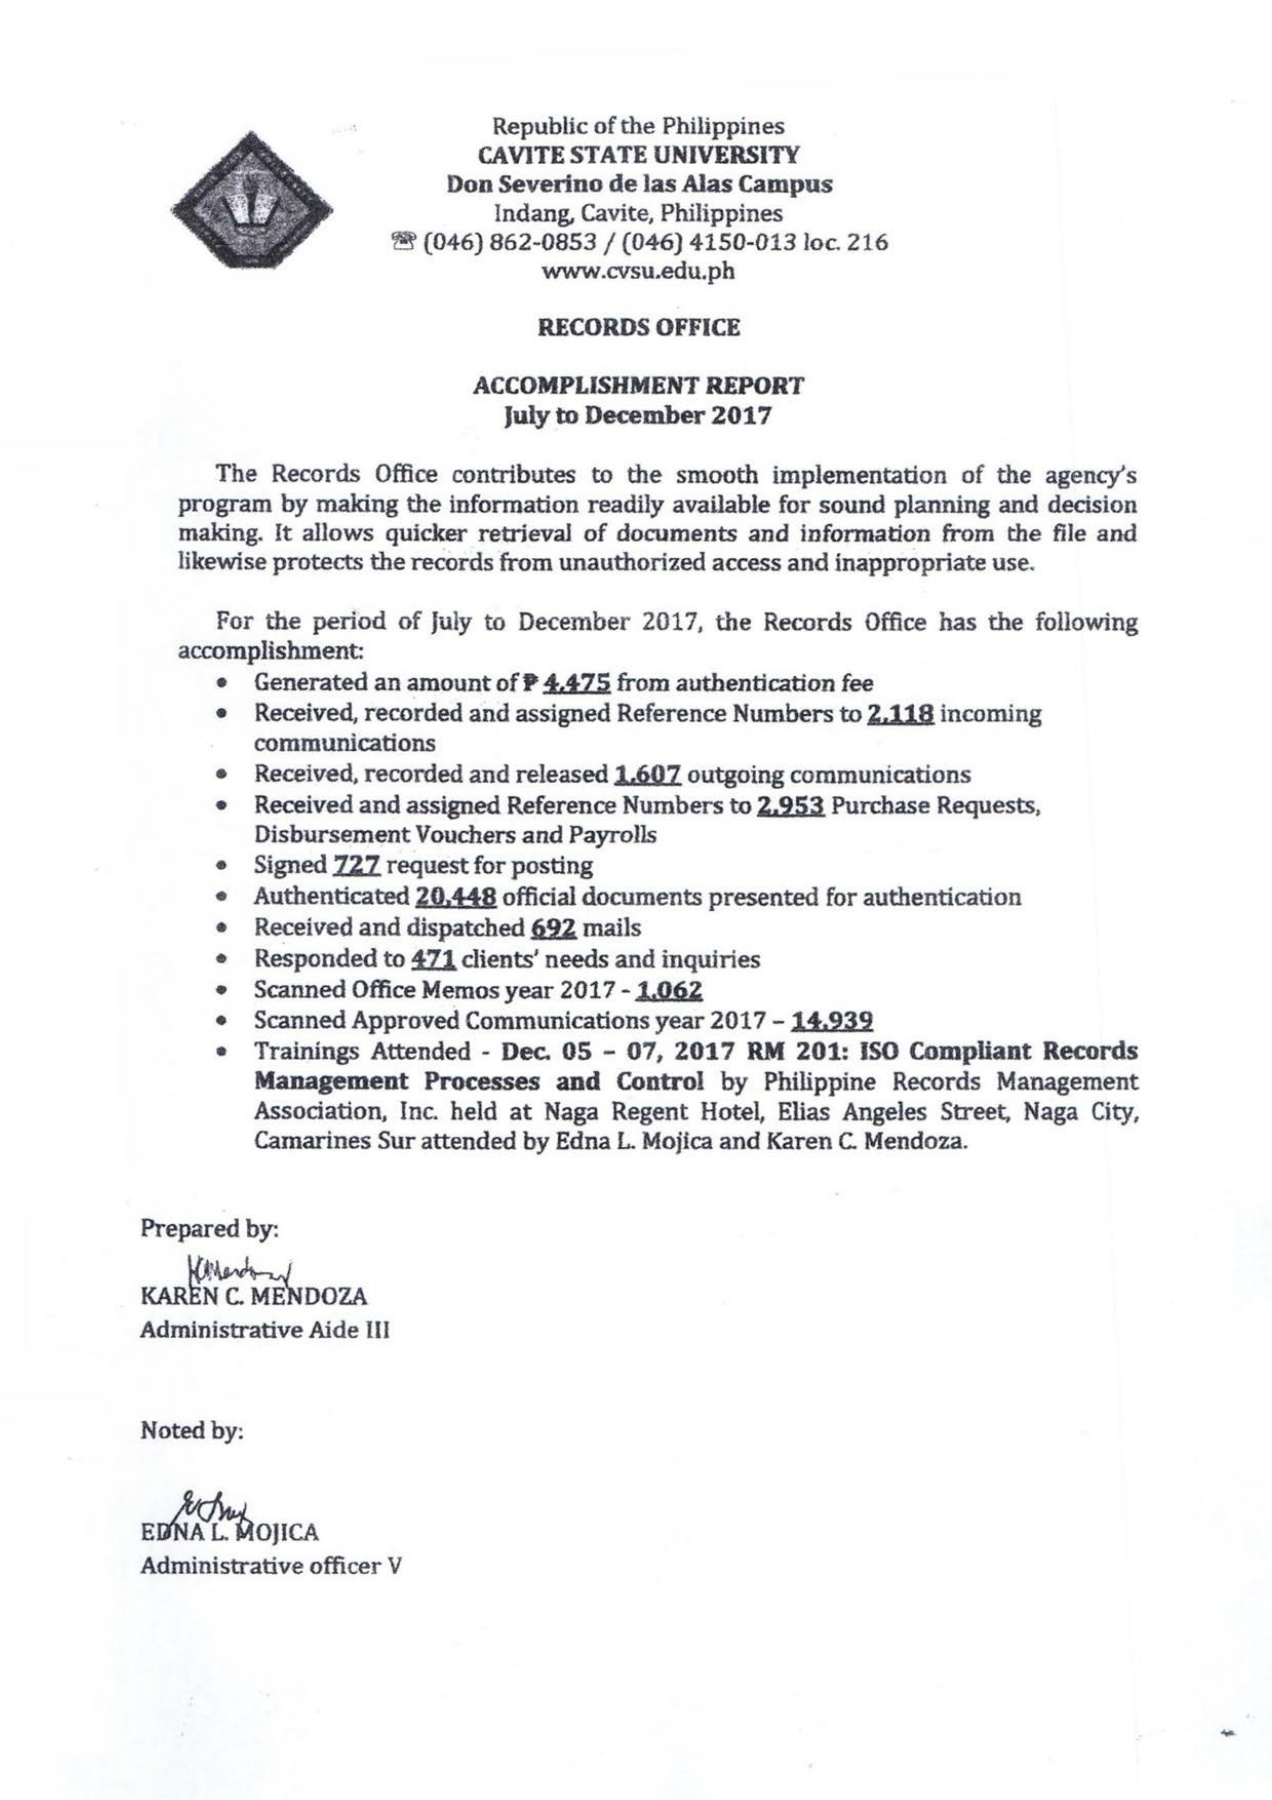 Republic of the Philippines
CAVITE STATE UNIVERSITY
Don Severino de las Alas Campus
Indang, Cavite, Philippines
☎ (046) 862-0853 / (046) 4150-013 loc. 216
www.cvsu.edu.ph
RECORDS OFFICE
ACCOMPLISHMENT REPORT
July to December 2017
The Records Office contributes to the smooth implementation of the agency's
program by making the information readily available for sound planning and decision
making. It allows quicker retrieval of documents and information from the file and
likewise protects the records from unauthorized access and inappropriate use.
For the period of July to December 2017, the Records Office has the following
accomplishment:
• Generated an amount of ₱ 4,475 from authentication fee
• Received, recorded and assigned Reference Numbers to 2,118 incoming
communications
• Received, recorded and released 1,607 outgoing communications
• Received and assigned Reference Numbers to 2,953 Purchase Requests,
Disbursement Vouchers and Payrolls
• Signed 727 request for posting
• Authenticated 20,448 official documents presented for authentication
• Received and dispatched 692 mails
• Responded to 471 clients' needs and inquiries
• Scanned Office Memos year 2017 - 1,062
• Scanned Approved Communications year 2017 – 14,939
• Trainings Attended - Dec. 05 – 07, 2017 RM 201: ISO Compliant Records
Management Processes and Control by Philippine Records Management
Association, Inc. held at Naga Regent Hotel, Elias Angeles Street, Naga City,
Camarines Sur attended by Edna L. Mojica and Karen C. Mendoza.
Prepared by:
KAREN C. MENDOZA
Administrative Aide III
Noted by:
EDNA L. MOJICA
Administrative officer V